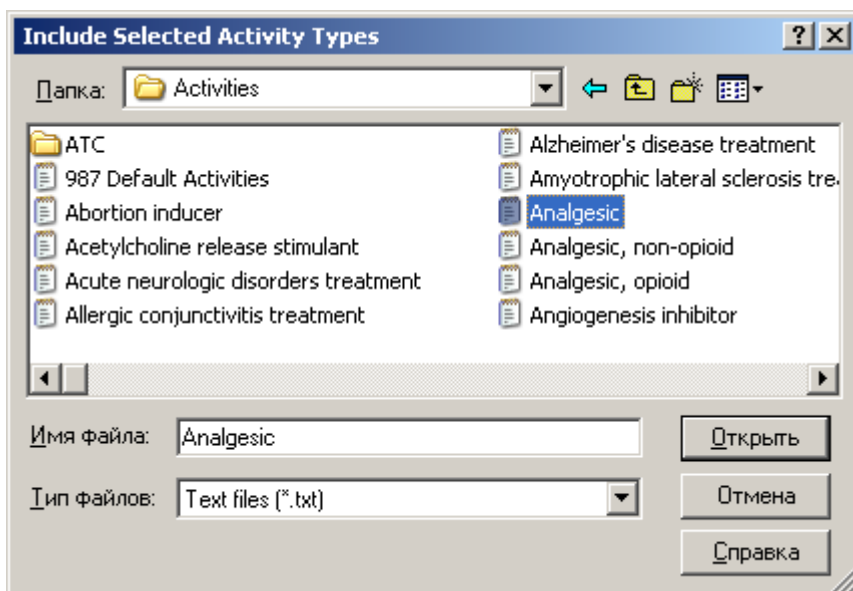 Include Selected Activity Types
Папка: Activities
ATC
987 Default Activities
Abortion inducer
Acetylcholine release stimulant
Acute neurologic disorders treatment
Allergic conjunctivitis treatment
Alzheimer's disease treatment
Amyotrophic lateral sclerosis tre
Analgesic
Analgesic, non-opioid
Analgesic, opioid
Angiogenesis inhibitor
Имя файла: Analgesic
Открыть
Тип файлов: Text files (*.txt)
Отмена
Справка